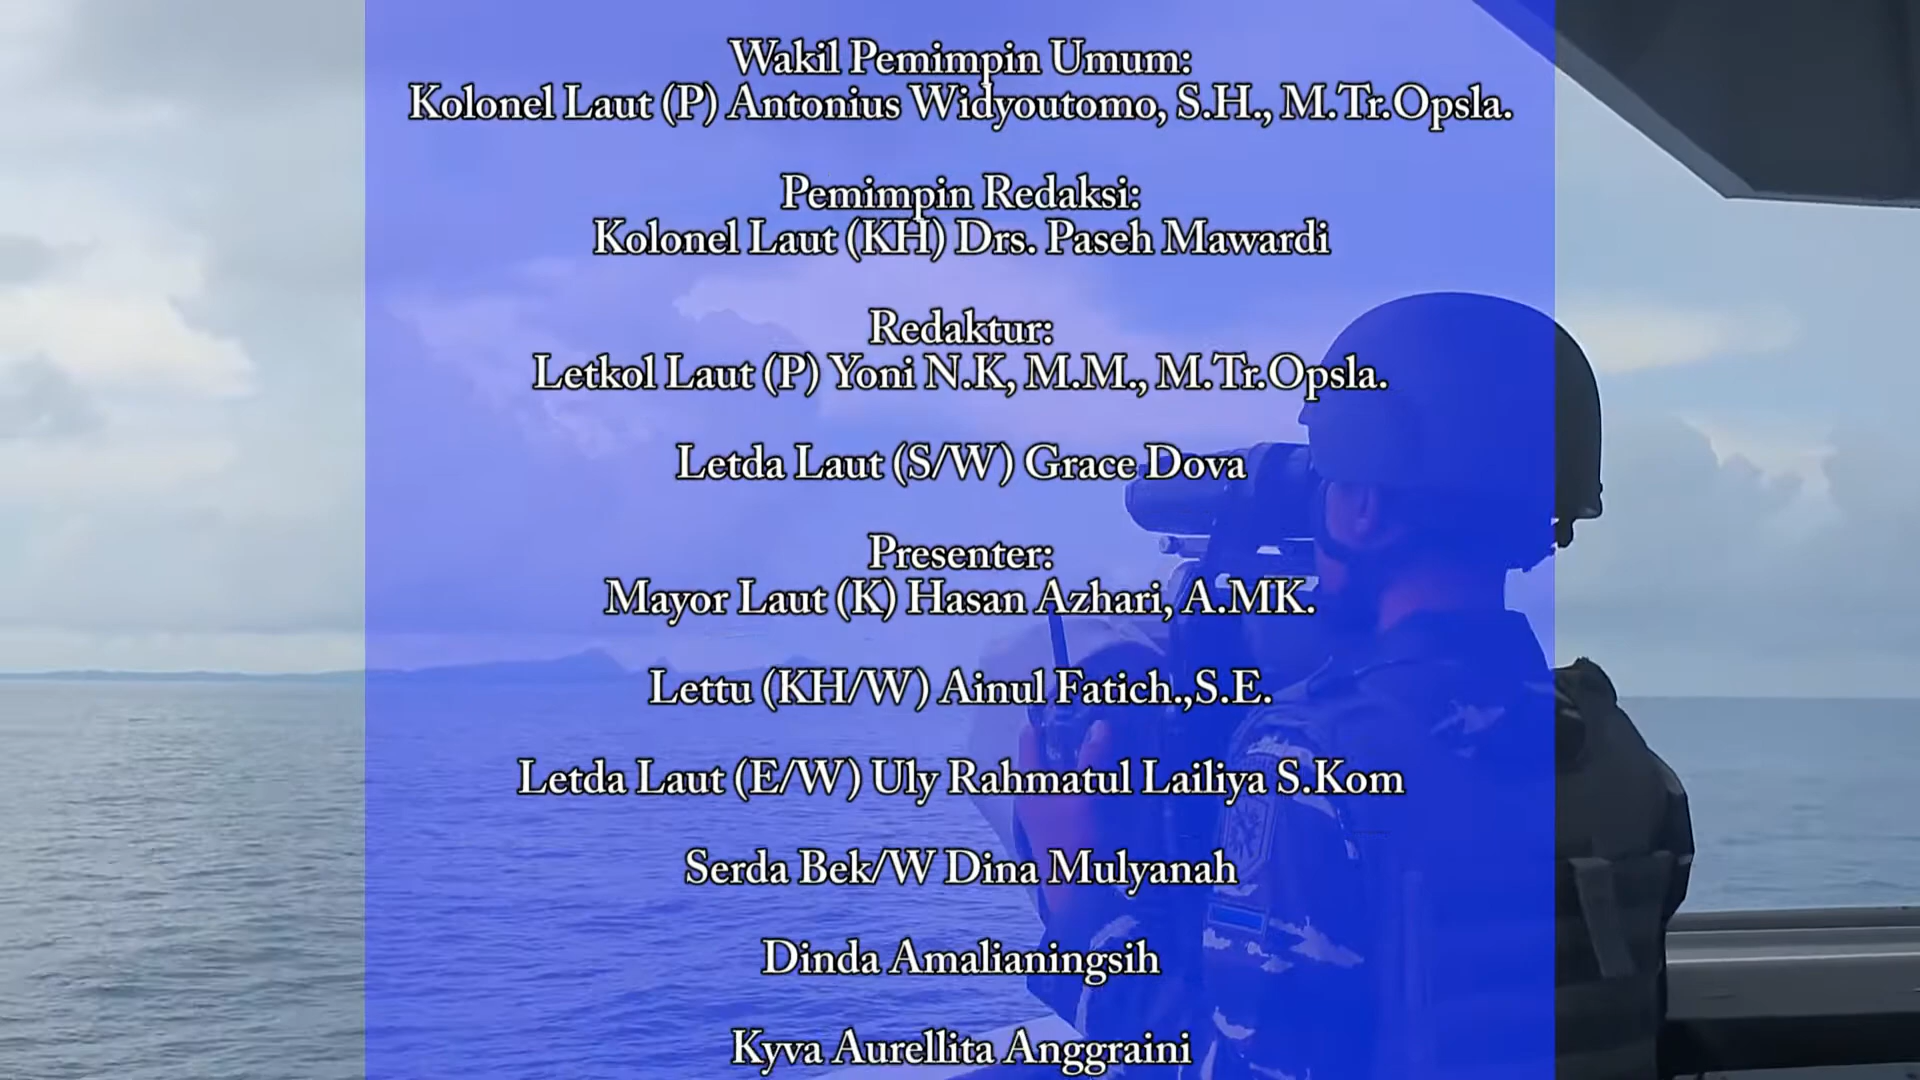 Wakil Pemimpin Umum:
Kolonel Laut (P) Antonius Widyoutomo, S.H., M.Tr.Opsla.
Pemimpin Redaksi:
Kolonel Laut (KH) Drs. Paseh Mawardi
Redaktur:
Letkol Laut (P) Yoni N.K, M.M., M.Tr.Opsla.
Letda Laut (S/W) Grace Dova
Presenter:
Mayor Laut (K) Hasan Azhari, A.MK.
Lettu (KH/W) Ainul Fatich.,S.E.
Letda Laut (E/W) Uly Rahmatul Lailiya S.Kom
Serda Bek/W Dina Mulyanah
Dinda Amalianingsih
Kyva Aurellita Anggraini